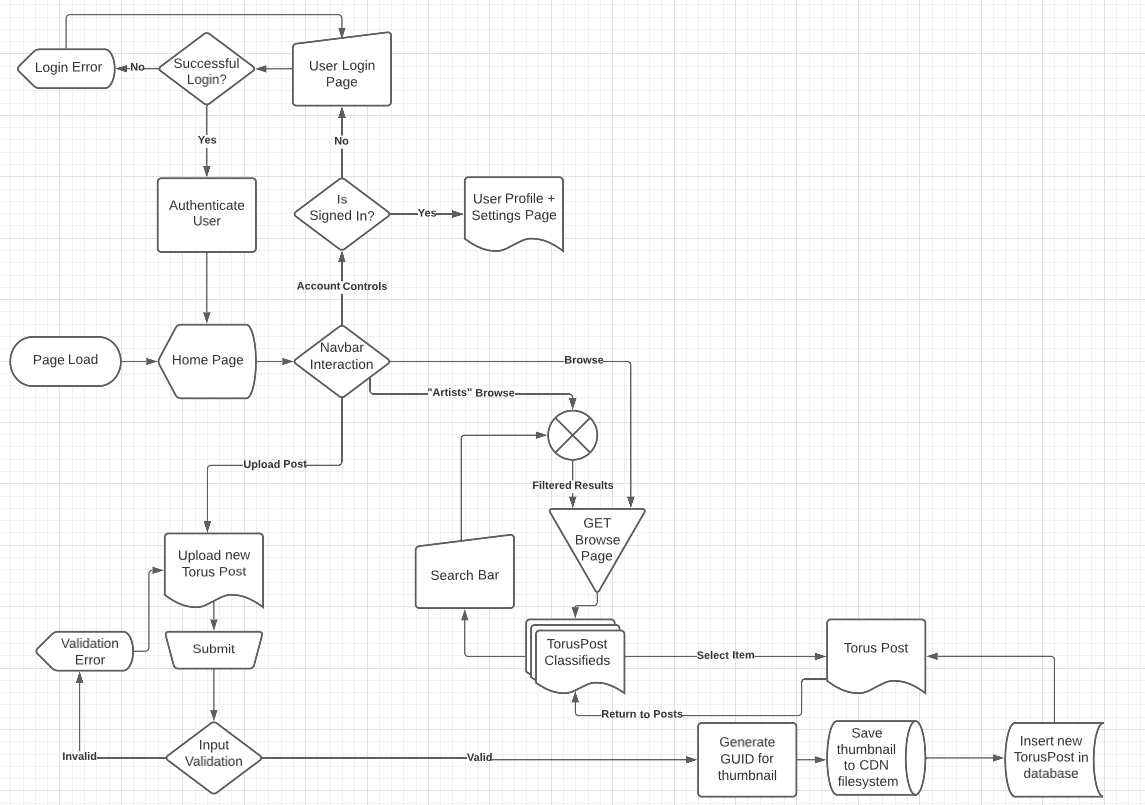 Login Error
No
Successful
Login?
User Login
Page
Yes
No
Authenticate
User
Is
Signed In?
Yes
User Profile +
Settings Page
Account Controls
Page Load
Home Page
Navbar
Interaction
Browse
"Artists" Browse
Upload Post
Filtered Results
GET
Browse
Page
Upload new
Torus Post
Search Bar
Validation
Error
Submit
TorusPost
Classifieds
Select Item
Torus Post
Return to Posts
Invalid
Input
Validation
Valid
Generate
GUID for
thumbnail
Save
thumbnail
to CDN
filesystem
Insert new
TorusPost in
database